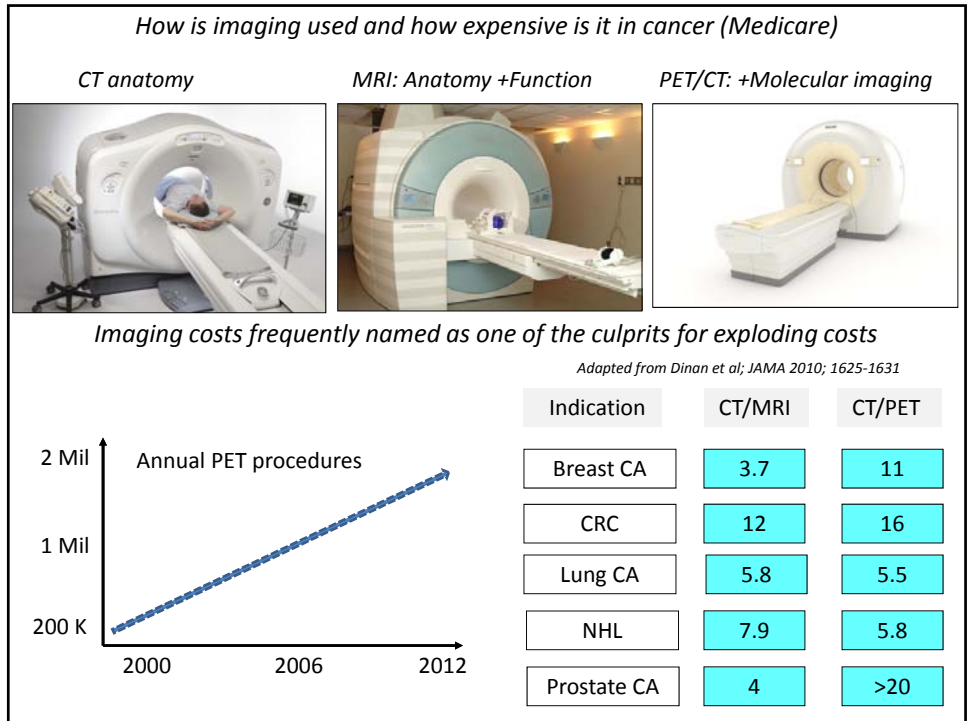 How is imaging used and how expensive is it in cancer (Medicare)
CT anatomy
MRI: Anatomy +Function
PET/CT: +Molecular imaging
Imaging costs frequently named as one of the culprits for exploding costs
Adapted from Dinan et al; JAMA 2010; 1625-1631
Annual PET procedures
2 Mil
1 Mil
200 K
2000 2006 2012
Indication CT/MRI CT/PET
Breast CA 3.7 11
CRC 12 16
Lung CA 5.8 5.5
NHL 7.9 5.8
Prostate CA 4 >20